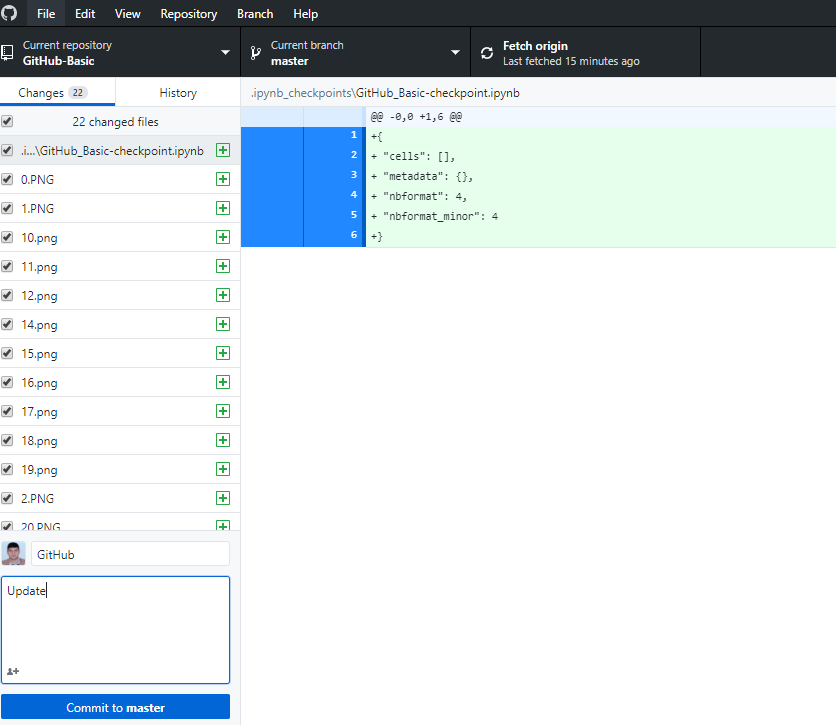 File Edit View Repository Branch Help
Current repository
GitHub-Basic
Current branch
master
Fetch origin
Last fetched 15 minutes ago
Changes 22 History
22 changed files
.i...\GitHub_Basic-checkpoint.ipynb
0.PNG
1.PNG
10.png
11.png
12.png
14.png
15.png
16.png
17.png
18.png
19.png
2.PNG
20.PNG
GitHub
Update
Commit to master
.ipynb_checkpoints\GitHub_Basic-checkpoint.ipynb
@@ -0,0 +1,6 @@
1 +{
2 + "cells": [],
3 + "metadata": {},
4 + "nbformat": 4,
5 + "nbformat_minor": 4
6 +}